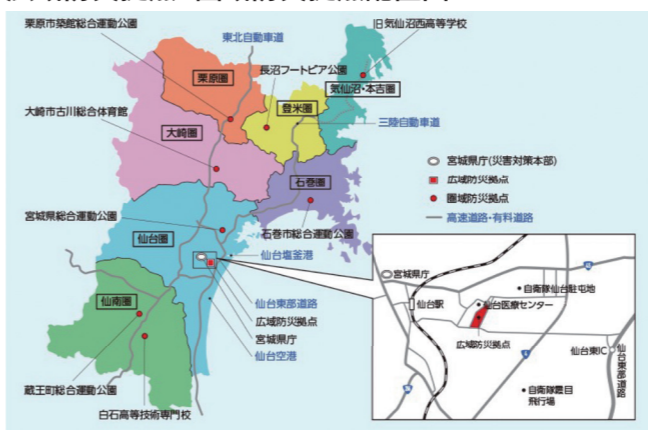 栗原市築館総合運動公園
東北自動車道
旧気仙沼西高等学校
長沼フートピア公園
栗原圏
気仙沼・本吉圏
登米圏
大崎市古川総合体育館
三陸自動車道
大崎圏
宮城県庁(災害対策本部)
広域防災拠点
圏域防災拠点
高速道路・有料道路
石巻圏
宮城県総合運動公園
石巻市総合運動公園
仙台圏
仙台塩釜港
仙台東部道路
広域防災拠点
宮城県庁
仙台空港
仙南圏
蔵王町総合運動公園
白石高等技術専門校
宮城県庁
自衛隊仙台駐屯地
仙台駅
仙台医療センター
広域防災拠点
仙台東IC
仙台東部道路
自衛隊霞目
飛行場